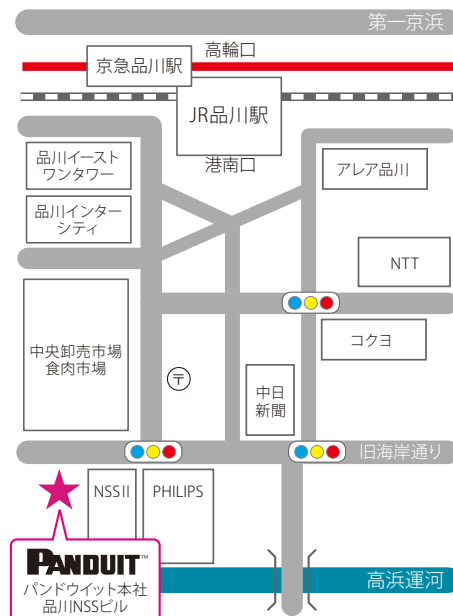 第一京浜
高輪口
京急品川駅
JR品川駅
港南口
品川イースト
ワンタワー
アレア品川
品川インター
シティ
NTT
コクヨ
中央卸売市場
食肉市場
〒
中日
新聞
旧海岸通り
NSSII
PHILIPS
PANDUIT™
パンドウイット本社
品川NSSビル
高浜運河